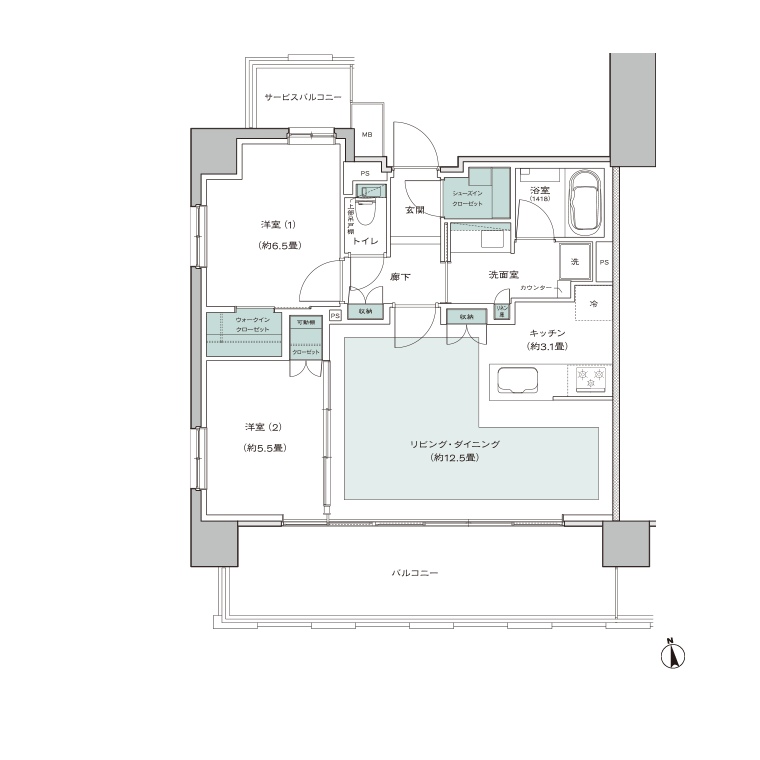 サービスバルコニー
MB
PS
上部吊戸棚
トイレ
玄関
シューズイン
クローゼット
浴室
(1418)
洋室(1)
(約6.5畳)
廊下
洗面室
カウンター
洗
PS
冷
ウォークイン
クローゼット
可動棚
クローゼット
PS
収納
収納
リネン庫
キッチン
(約3.1畳)
洋室(2)
(約5.5畳)
リビング・ダイニング
(約12.5畳)
バルコニー
N